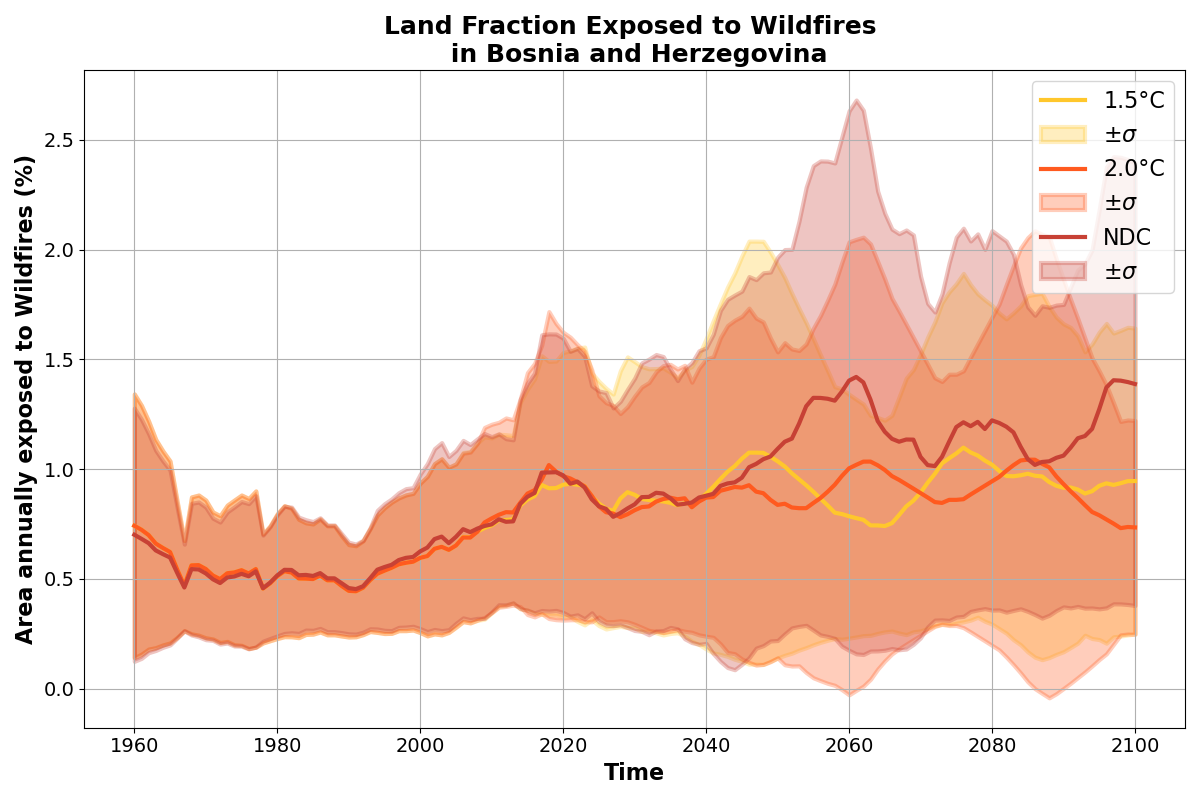 Land Fraction Exposed to Wildfires
in Bosnia and Herzegovina
Area annually exposed to Wildfires (%)
2.5
2.0
1.5
1.0
0.5
0.0
1.5°C
±σ
2.0°C
±σ
NDC
±σ
1960 1980 2000 2020 2040 2060 2080 2100
Time